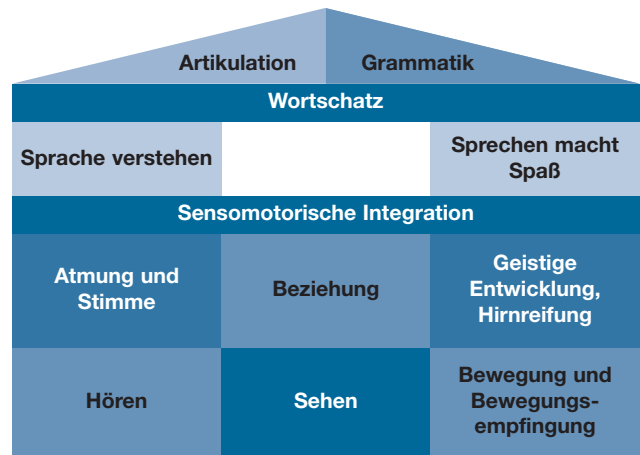 Artikulation
Grammatik
Wortschatz
Sprache verstehen
Sprechen macht
Spaß
Sensomotorische Integration
Atmung und
Stimme
Beziehung
Geistige
Entwicklung,
Hirnreifung
Hören
Sehen
Bewegung und
Bewegungs-
empfingung